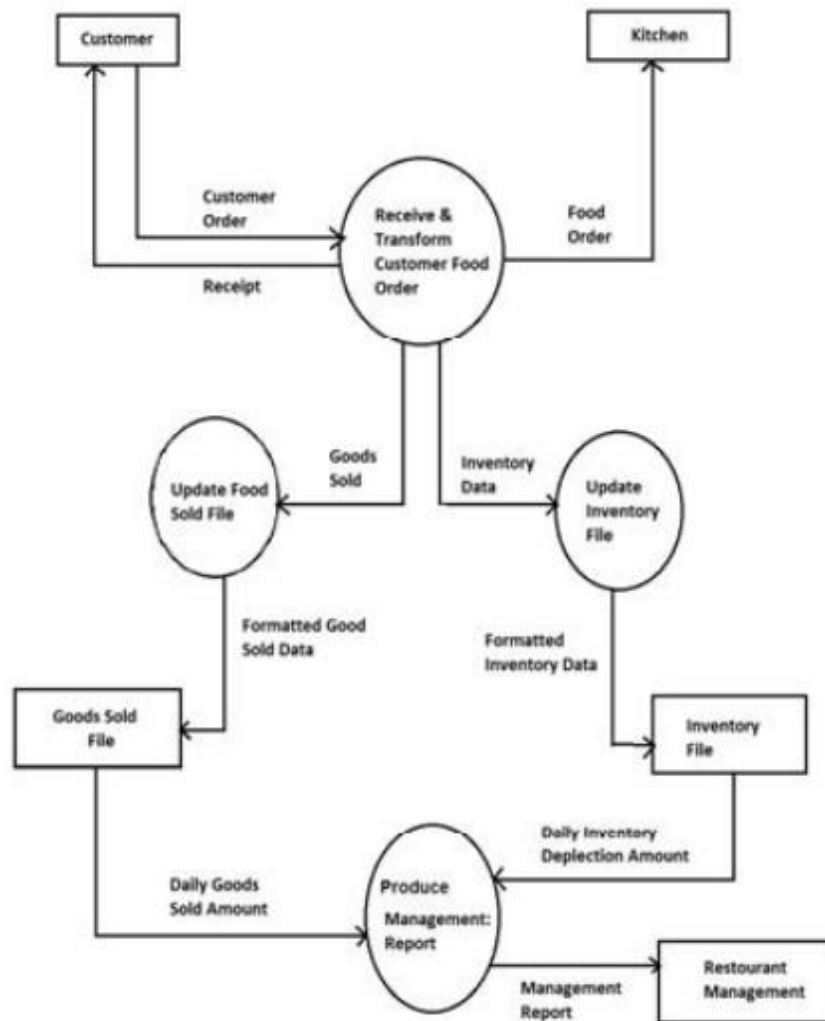 Customer
Kitchen
Customer
Order
Receive &
Transform
Customer Food
Order
Food
Order
Receipt
Goods
Sold
Inventory
Data
Update Food
Sold File
Update
Inventory
File
Formatted Good
Sold Data
Formatted
Inventory Data
Goods Sold
File
Inventory
File
Daily Inventory
Deplection Amount
Daily Goods
Sold Amount
Produce
Management:
Report
Management
Report
Restourant
Management